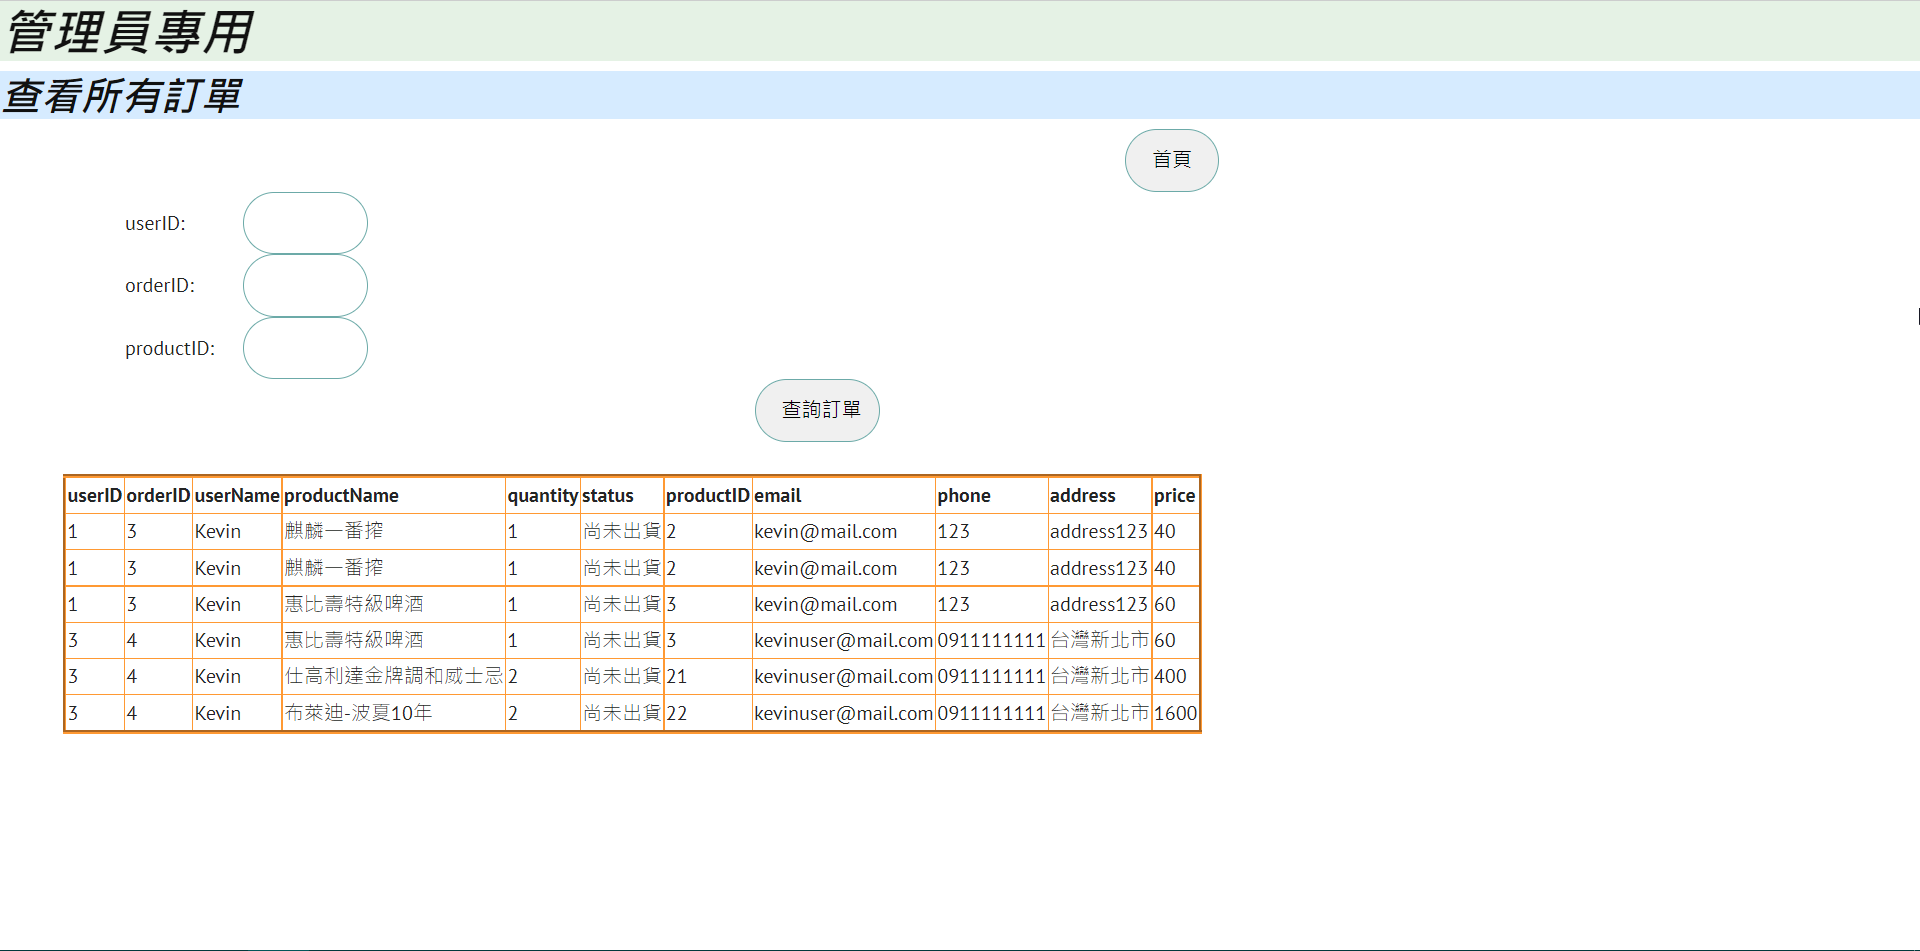 管理員專用
查看所有訂單
首頁
userID:
orderID:
productID:
查詢訂單
userID orderID userName productName quantity status productID email phone address price
1 3 Kevin 麒麟一番搾 1 尚未出貨 2 kevin@mail.com 123 address123 40
1 3 Kevin 麒麟一番搾 1 尚未出貨 2 kevin@mail.com 123 address123 40
1 3 Kevin 惠比壽特級啤酒 1 尚未出貨 3 kevin@mail.com 123 address123 60
3 4 Kevin 惠比壽特級啤酒 1 尚未出貨 3 kevinuser@mail.com 0911111111 台灣新北市 60
3 4 Kevin 仕高利達金牌調和威士忌 2 尚未出貨 21 kevinuser@mail.com 0911111111 台灣新北市 400
3 4 Kevin 布萊迪-波夏10年 2 尚未出貨 22 kevinuser@mail.com 0911111111 台灣新北市 1600